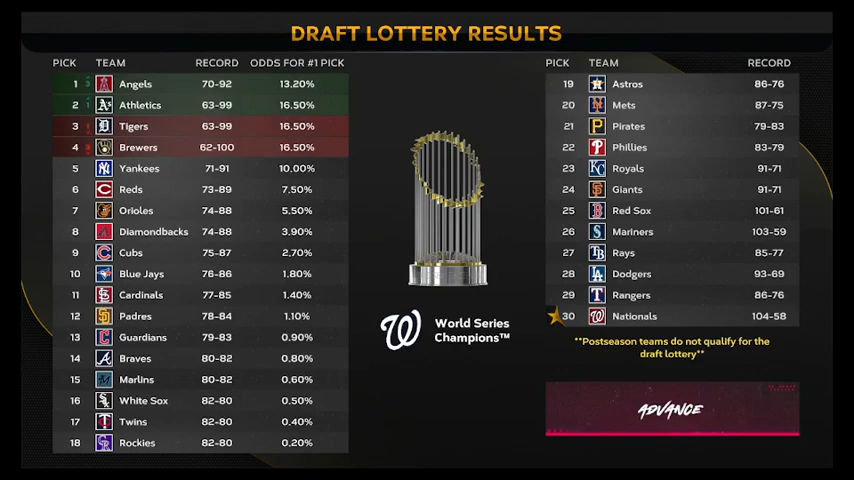 DRAFT LOTTERY RESULTS
PICK TEAM RECORD ODDS FOR #1 PICK
1 3 Angels 70-92 13.20%
2 1 Athletics 63-99 16.50%
3 Tigers 63-99 16.50%
4 Brewers 62-100 16.50%
5 Yankees 71-91 10.00%
6 Reds 73-89 7.50%
7 Orioles 74-88 5.50%
8 Diamondbacks 74-88 3.90%
9 Cubs 75-87 2.70%
10 Blue Jays 76-86 1.80%
11 Cardinals 77-85 1.40%
12 Padres 78-84 1.10%
13 Guardians 79-83 0.90%
14 Braves 80-82 0.80%
15 Marlins 80-82 0.60%
16 White Sox 82-80 0.50%
17 Twins 82-80 0.40%
18 Rockies 82-80 0.20%
W World Series
Champions™
PICK TEAM RECORD
19 Astros 86-76
20 Mets 87-75
21 Pirates 79-83
22 Phillies 83-79
23 Royals 91-71
24 Giants 91-71
25 Red Sox 101-61
26 Mariners 103-59
27 Rays 85-77
28 Dodgers 93-69
29 Rangers 86-76
30 Nationals 104-58
**Postseason teams do not qualify for the
draft lottery**
ADVANCE